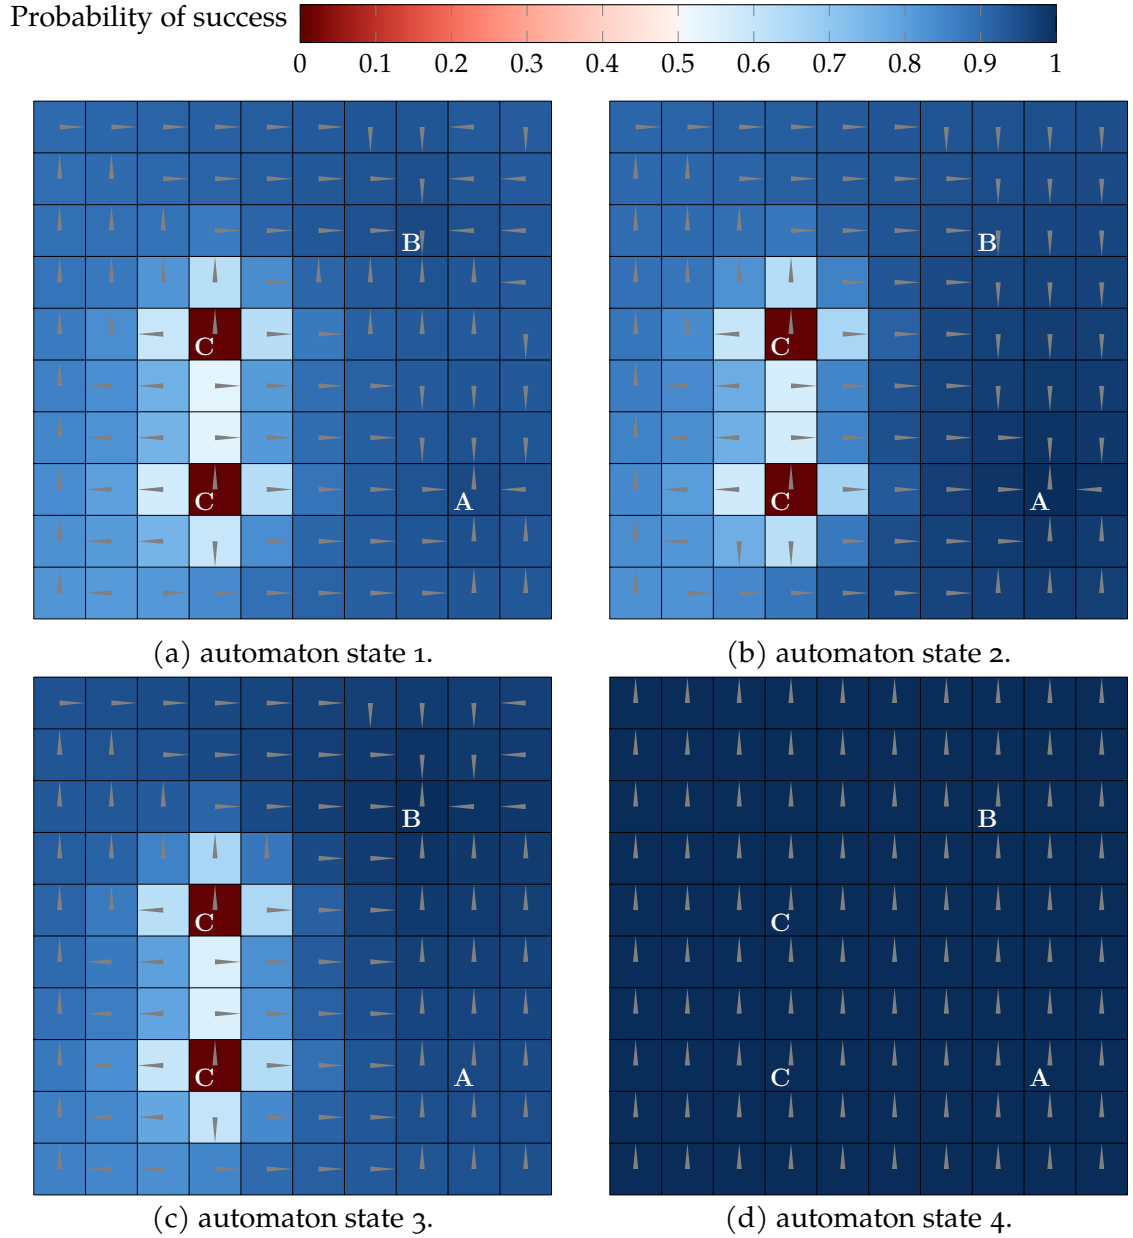 Probability of success
0 0.1 0.2 0.3 0.4 0.5 0.6 0.7 0.8 0.9 1
B B
C C
C A C A
(a) automaton state 1. (b) automaton state 2.
B B
C C
C A C A
(c) automaton state 3. (d) automaton state 4.